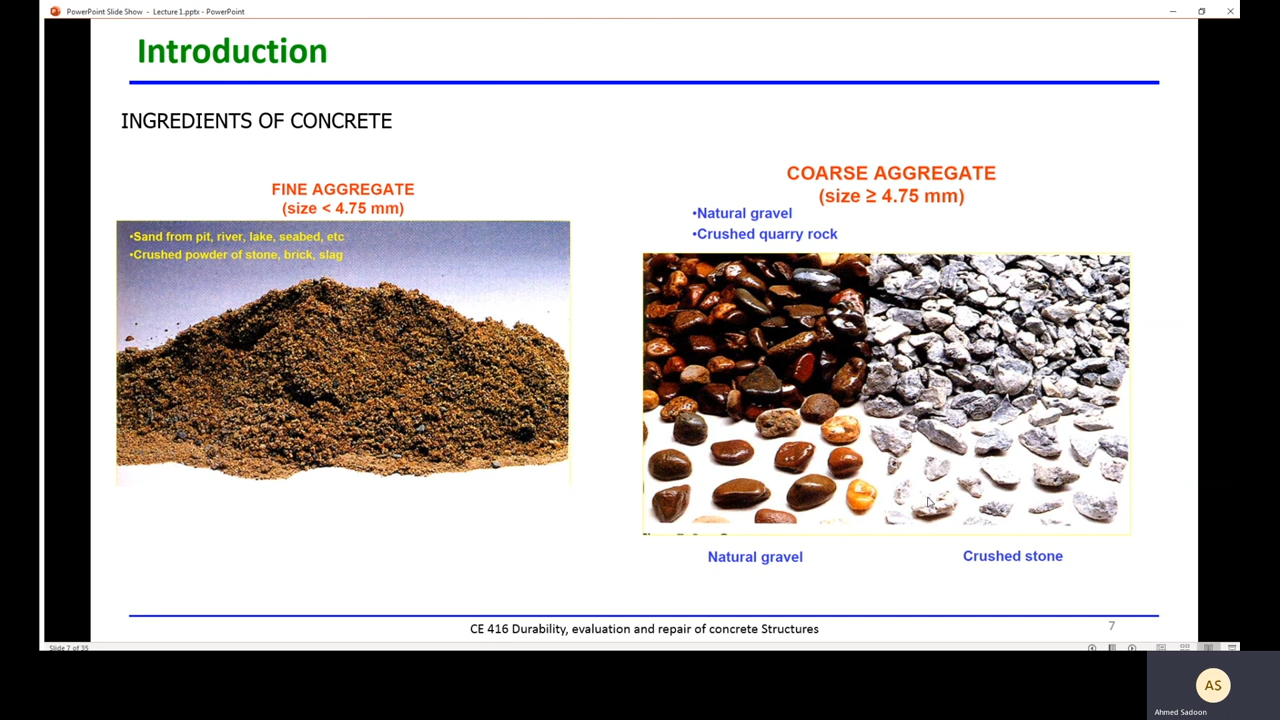 PowerPoint Slide Show - Lecture 1.pptx - PowerPoint
Introduction
INGREDIENTS OF CONCRETE
FINE AGGREGATE
(size < 4.75 mm)
•Sand from pit, river, lake, seabed, etc
•Crushed powder of stone, brick, slag
COARSE AGGREGATE
(size ≥ 4.75 mm)
•Natural gravel
•Crushed quarry rock
Natural gravel
Crushed stone
CE 416 Durability, evaluation and repair of concrete Structures
7
Slide 7 of 35
AS
Ahmed Sadoon